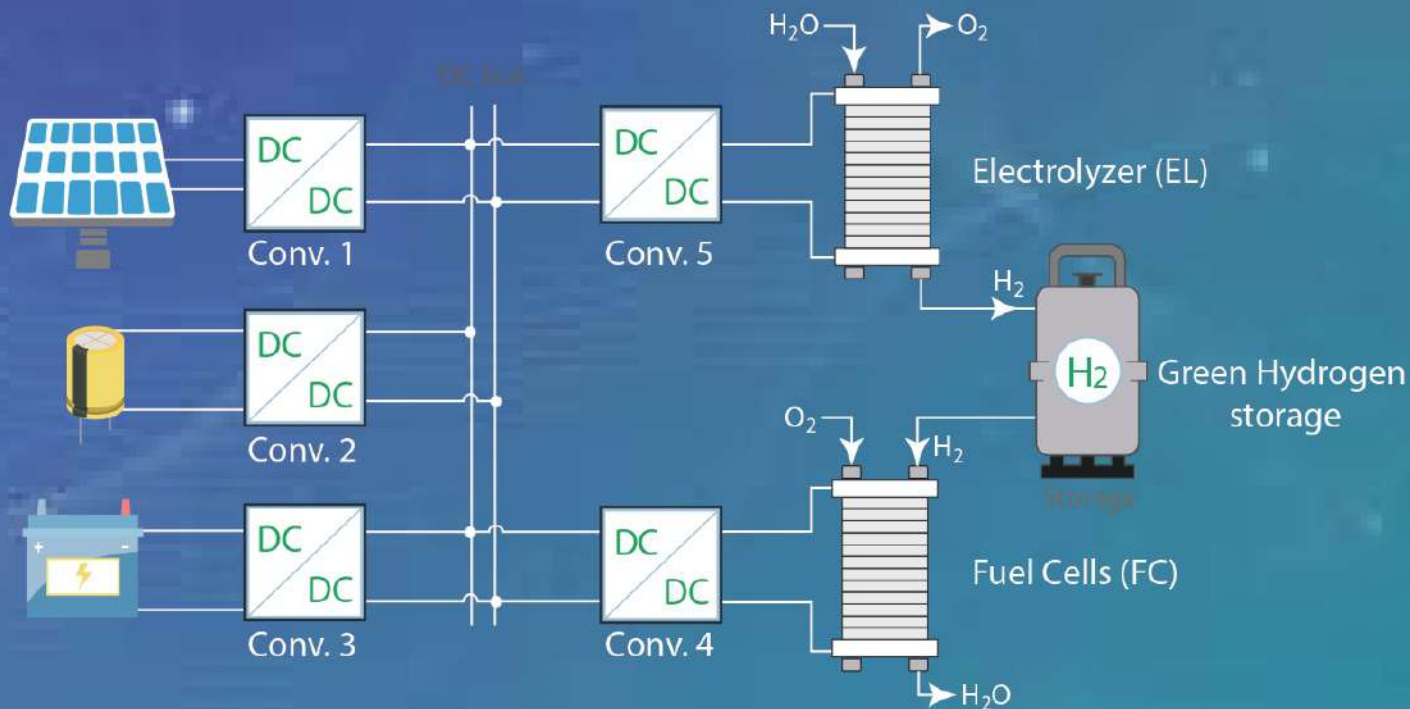 H₂O
O₂
DC bus
DC
DC
Conv. 1
DC
DC
Conv. 5
Electrolyzer (EL)
H₂
DC
DC
Conv. 2
H₂
Green Hydrogen
storage
O₂
H₂
Storage
+ -
DC
DC
Conv. 3
DC
DC
Conv. 4
Fuel Cells (FC)
H₂O